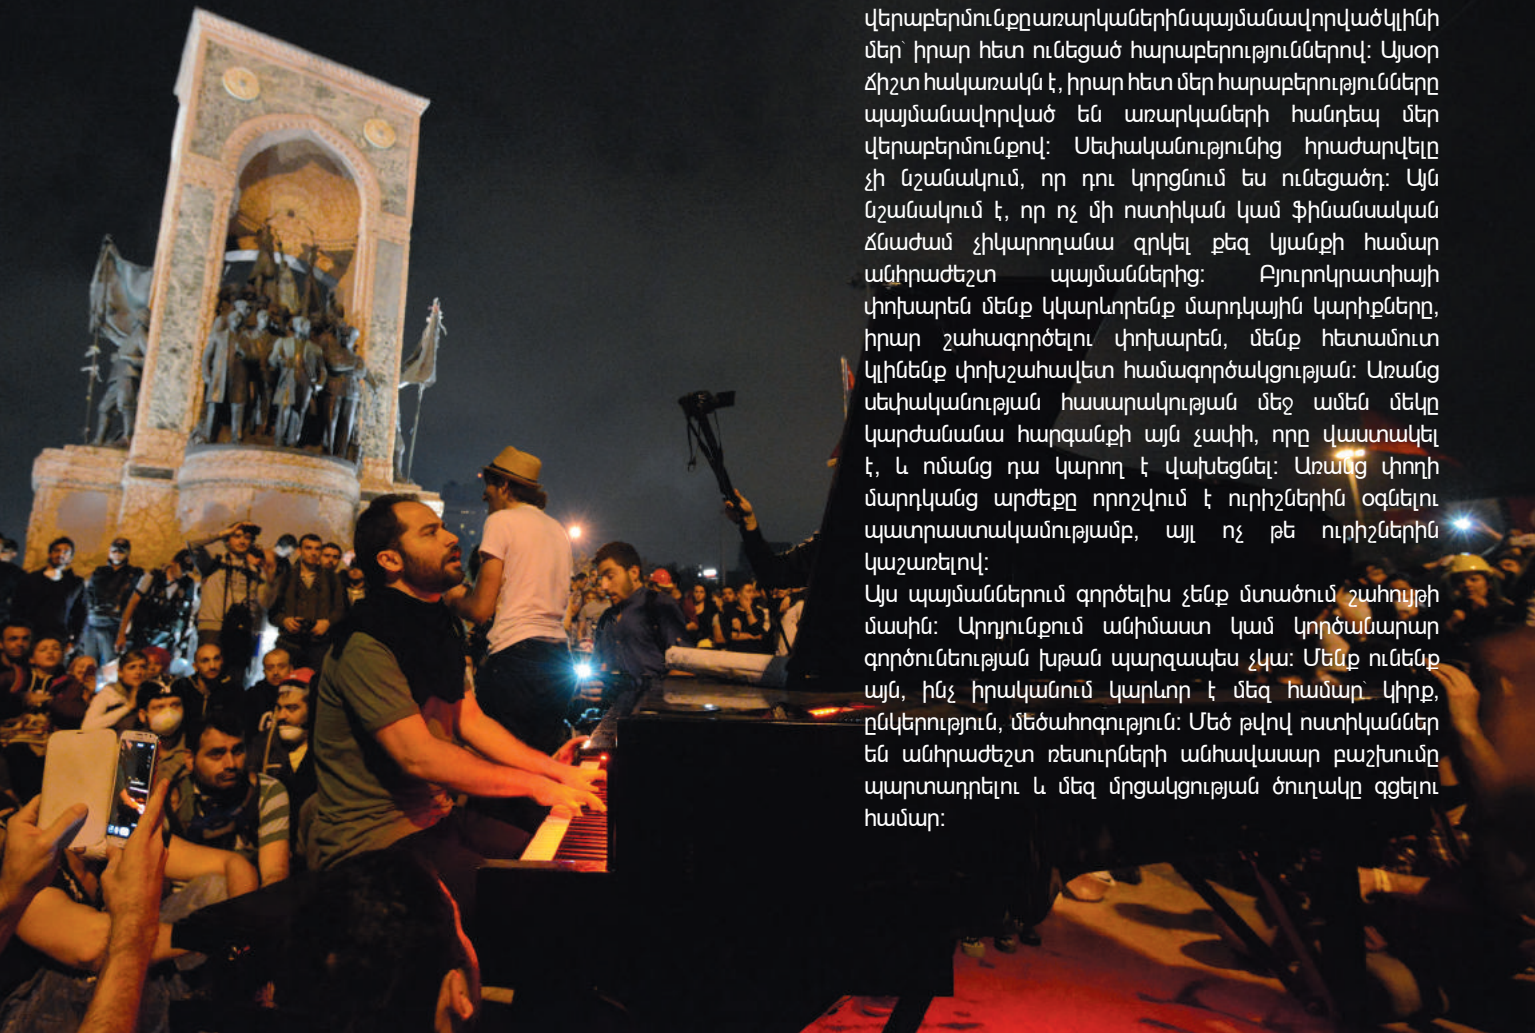 վերաբերմունքըառարկաներինպայմանավորվածկլինի
մեր՝ իրար հետ ունեցած հարաբերություններով: Այսօր
ճիշտ հակառակն է, իրար հետ մեր հարաբերությունները
պայմանավորված են առարկաների հանդեպ մեր
վերաբերմունքով: Սեփականությունից հրաժարվելը
չի նշանակում, որ դու կորցնում ես ունեցածդ: Այն
նշանակում է, որ ոչ մի ոստիկան կամ ֆինանսական
ճնաժամ չիկարողանա զրկել քեզ կյանքի համար
անհրաժեշտ պայմաններից: Բյուրոկրատիայի
փոխարեն մենք կկարևորենք մարդկային կարիքները,
իրար շահագործելու փոխարեն, մենք հետամուտ
կլինենք փոխշահավետ համագործակցության: Առանց
սեփականության հասարակության մեջ ամեն մեկը
կարժանանա հարգանքի այն չափի, որը վաստակել
է, և ոմանց դա կարող է վախեցնել: Առանց փողի
մարդկանց արժեքը որոշվում է ուրիշներին օգնելու
պատրաստակամությամբ, այլ ոչ թե ուրիշներին
կաշառելով:
Այս պայմաններում գործելիս չենք մտածում շահույթի
մասին: Արդյունքում անիմաստ կամ կործանարար
գործունեության խթան պարզապես չկա: Մենք ունենք
այն, ինչ իրականում կարևոր է մեզ համար՝ կիրք,
ընկերություն, մեծահոգություն: Մեծ թվով ոստիկաններ
են անհրաժեշտ ռեսուրների անհավասար բաշխումը
պարտադրելու և մեզ մրցակցության ծուղակը գցելու
համար: